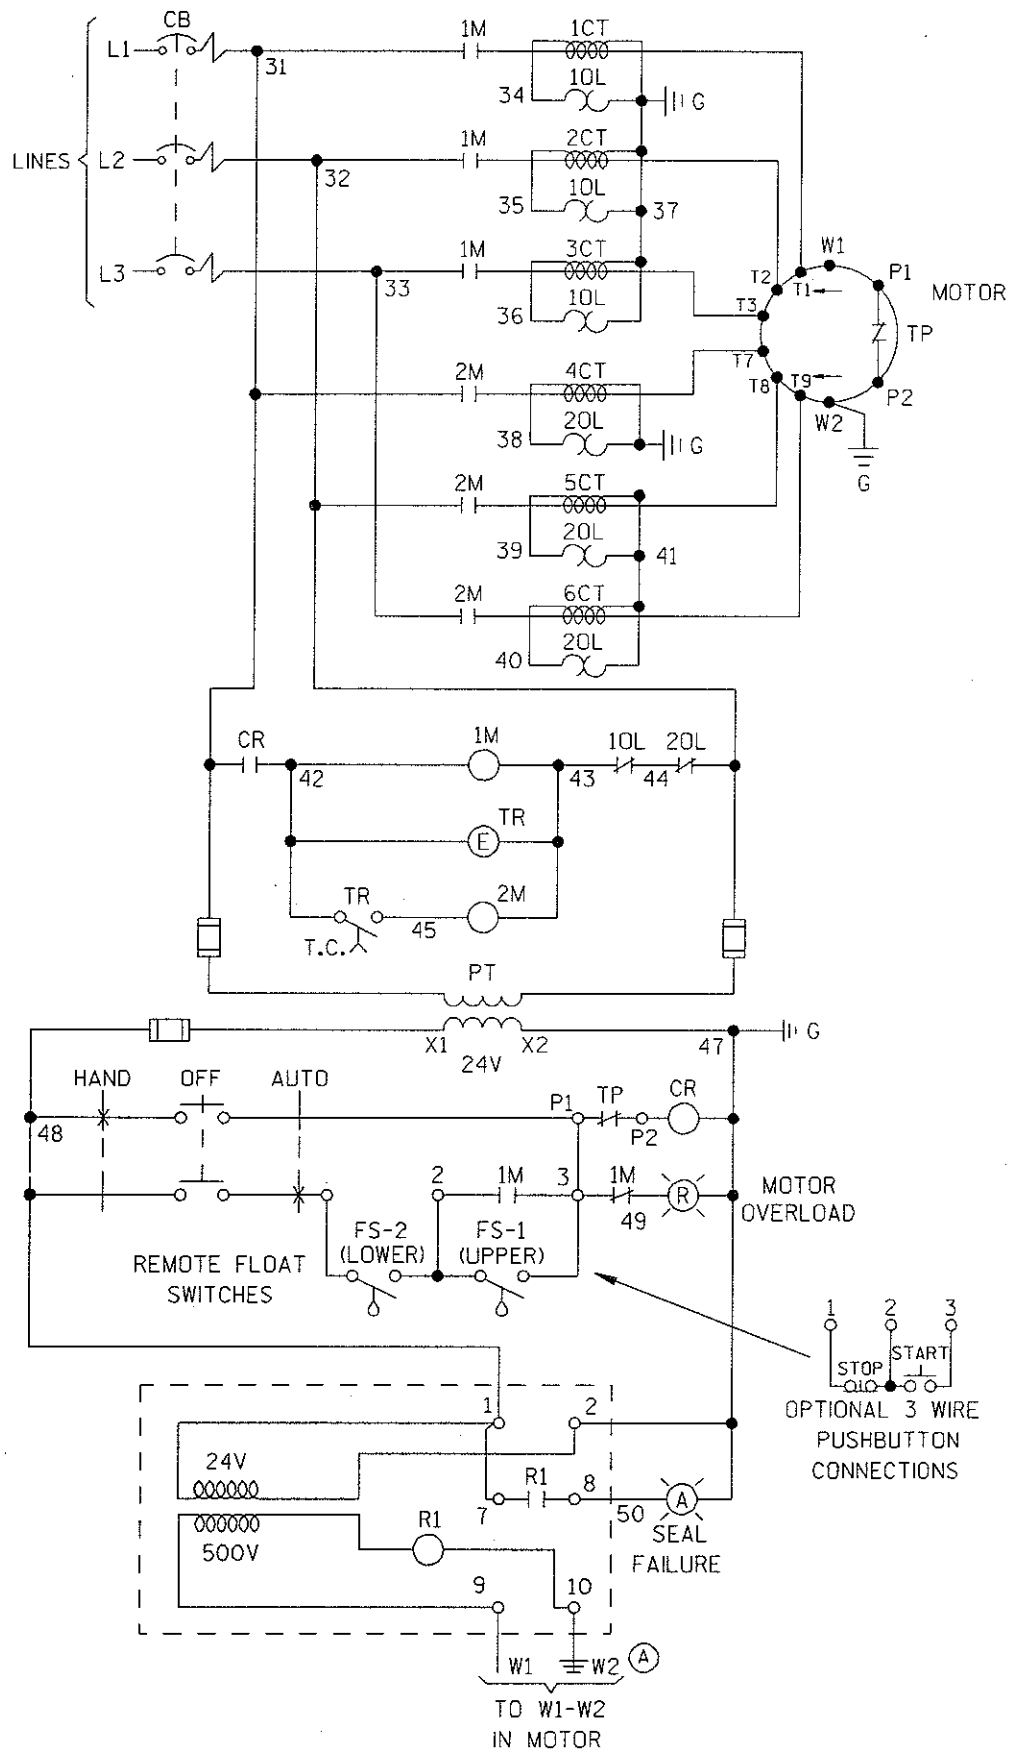 CB
1M
1CT
L1
31
34
1OL
G
LINES
L2
1M
2CT
32
35
1OL
37
L3
1M
3CT
33
36
1OL
W1
T2
T1
P1
MOTOR
T3
TP
T7
T8
T9
P2
W2
G
2M
4CT
38
2OL
G
2M
5CT
39
2OL
41
2M
6CT
40
2OL
CR
1M
1OL
2OL
42
43
44
TR
E
TR
2M
T.C.
45
PT
X1
X2
47
G
24V
HAND
OFF
AUTO
48
P1
TP
P2
CR
2
1M
3
1M
49
R
MOTOR
OVERLOAD
FS-2
(LOWER)
FS-1
(UPPER)
REMOTE FLOAT
SWITCHES
1
2
3
STOP
START
OPTIONAL 3 WIRE
PUSHBUTTON
CONNECTIONS
1
2
24V
R1
7
8
50
A
SEAL
FAILURE
500V
R1
9
10
W1
W2
A
TO W1-W2
IN MOTOR